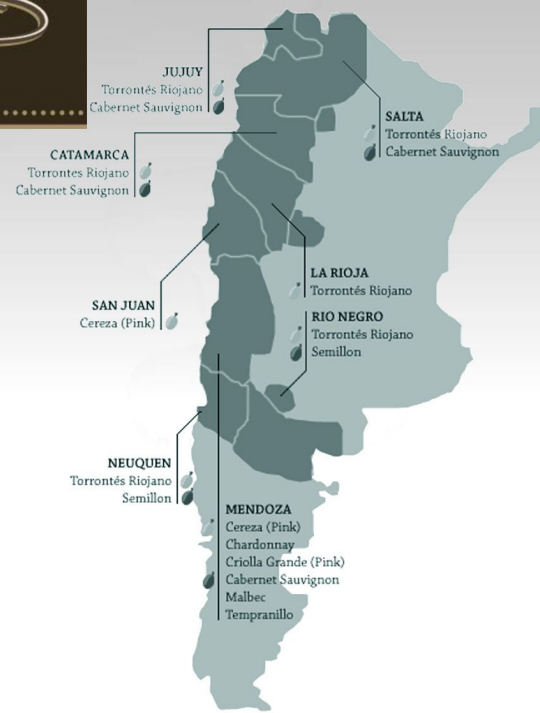 JUJUY
Torrontés Riojano
Cabernet Sauvignon
SALTA
Torrontés Riojano
Cabernet Sauvignon
CATAMARCA
Torrontes Riojano
Cabernet Sauvignon
LA RIOJA
Torrontés Riojano
SAN JUAN
Cereza (Pink)
RIO NEGRO
Torrontés Riojano
Semillon
NEUQUEN
Torrontés Riojano
Semillon
MENDOZA
Cereza (Pink)
Chardonnay
Criolla Grande (Pink)
Cabernet Sauvignon
Malbec
Tempranillo